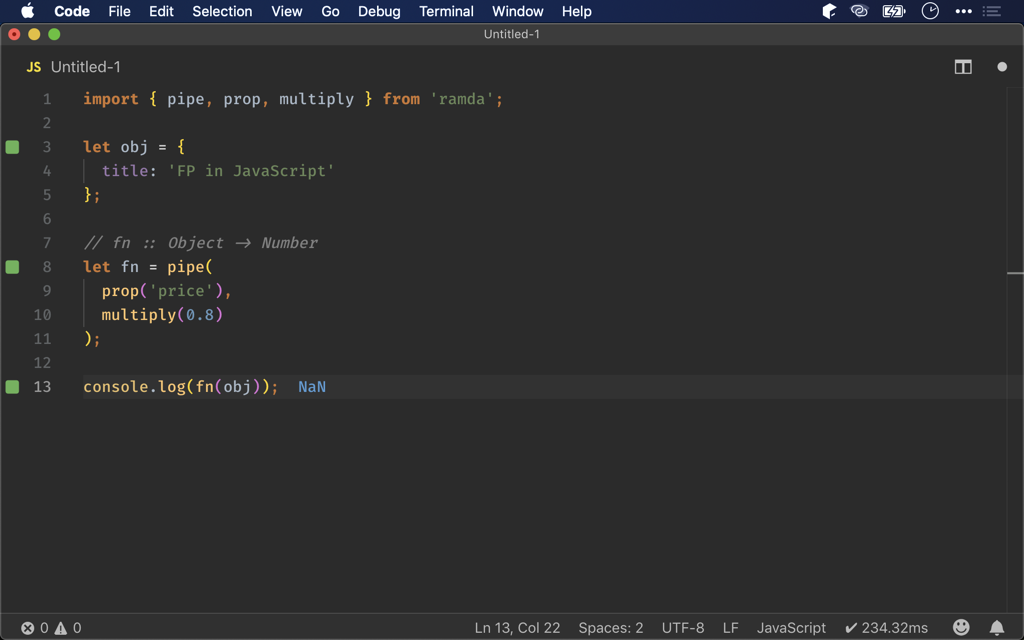 Code File Edit Selection View Go Debug Terminal Window Help
Untitled-1
JS Untitled-1
1 import { pipe, prop, multiply } from 'ramda';
2
3 let obj = {
4 title: 'FP in JavaScript'
5 };
6
7 // fn :: Object → Number
8 let fn = pipe(
9 prop('price'),
10 multiply(0.8)
11 );
12
13 console.log(fn(obj)); NaN
0 0 Ln 13, Col 22 Spaces: 2 UTF-8 LF JavaScript ✔ 234.32ms